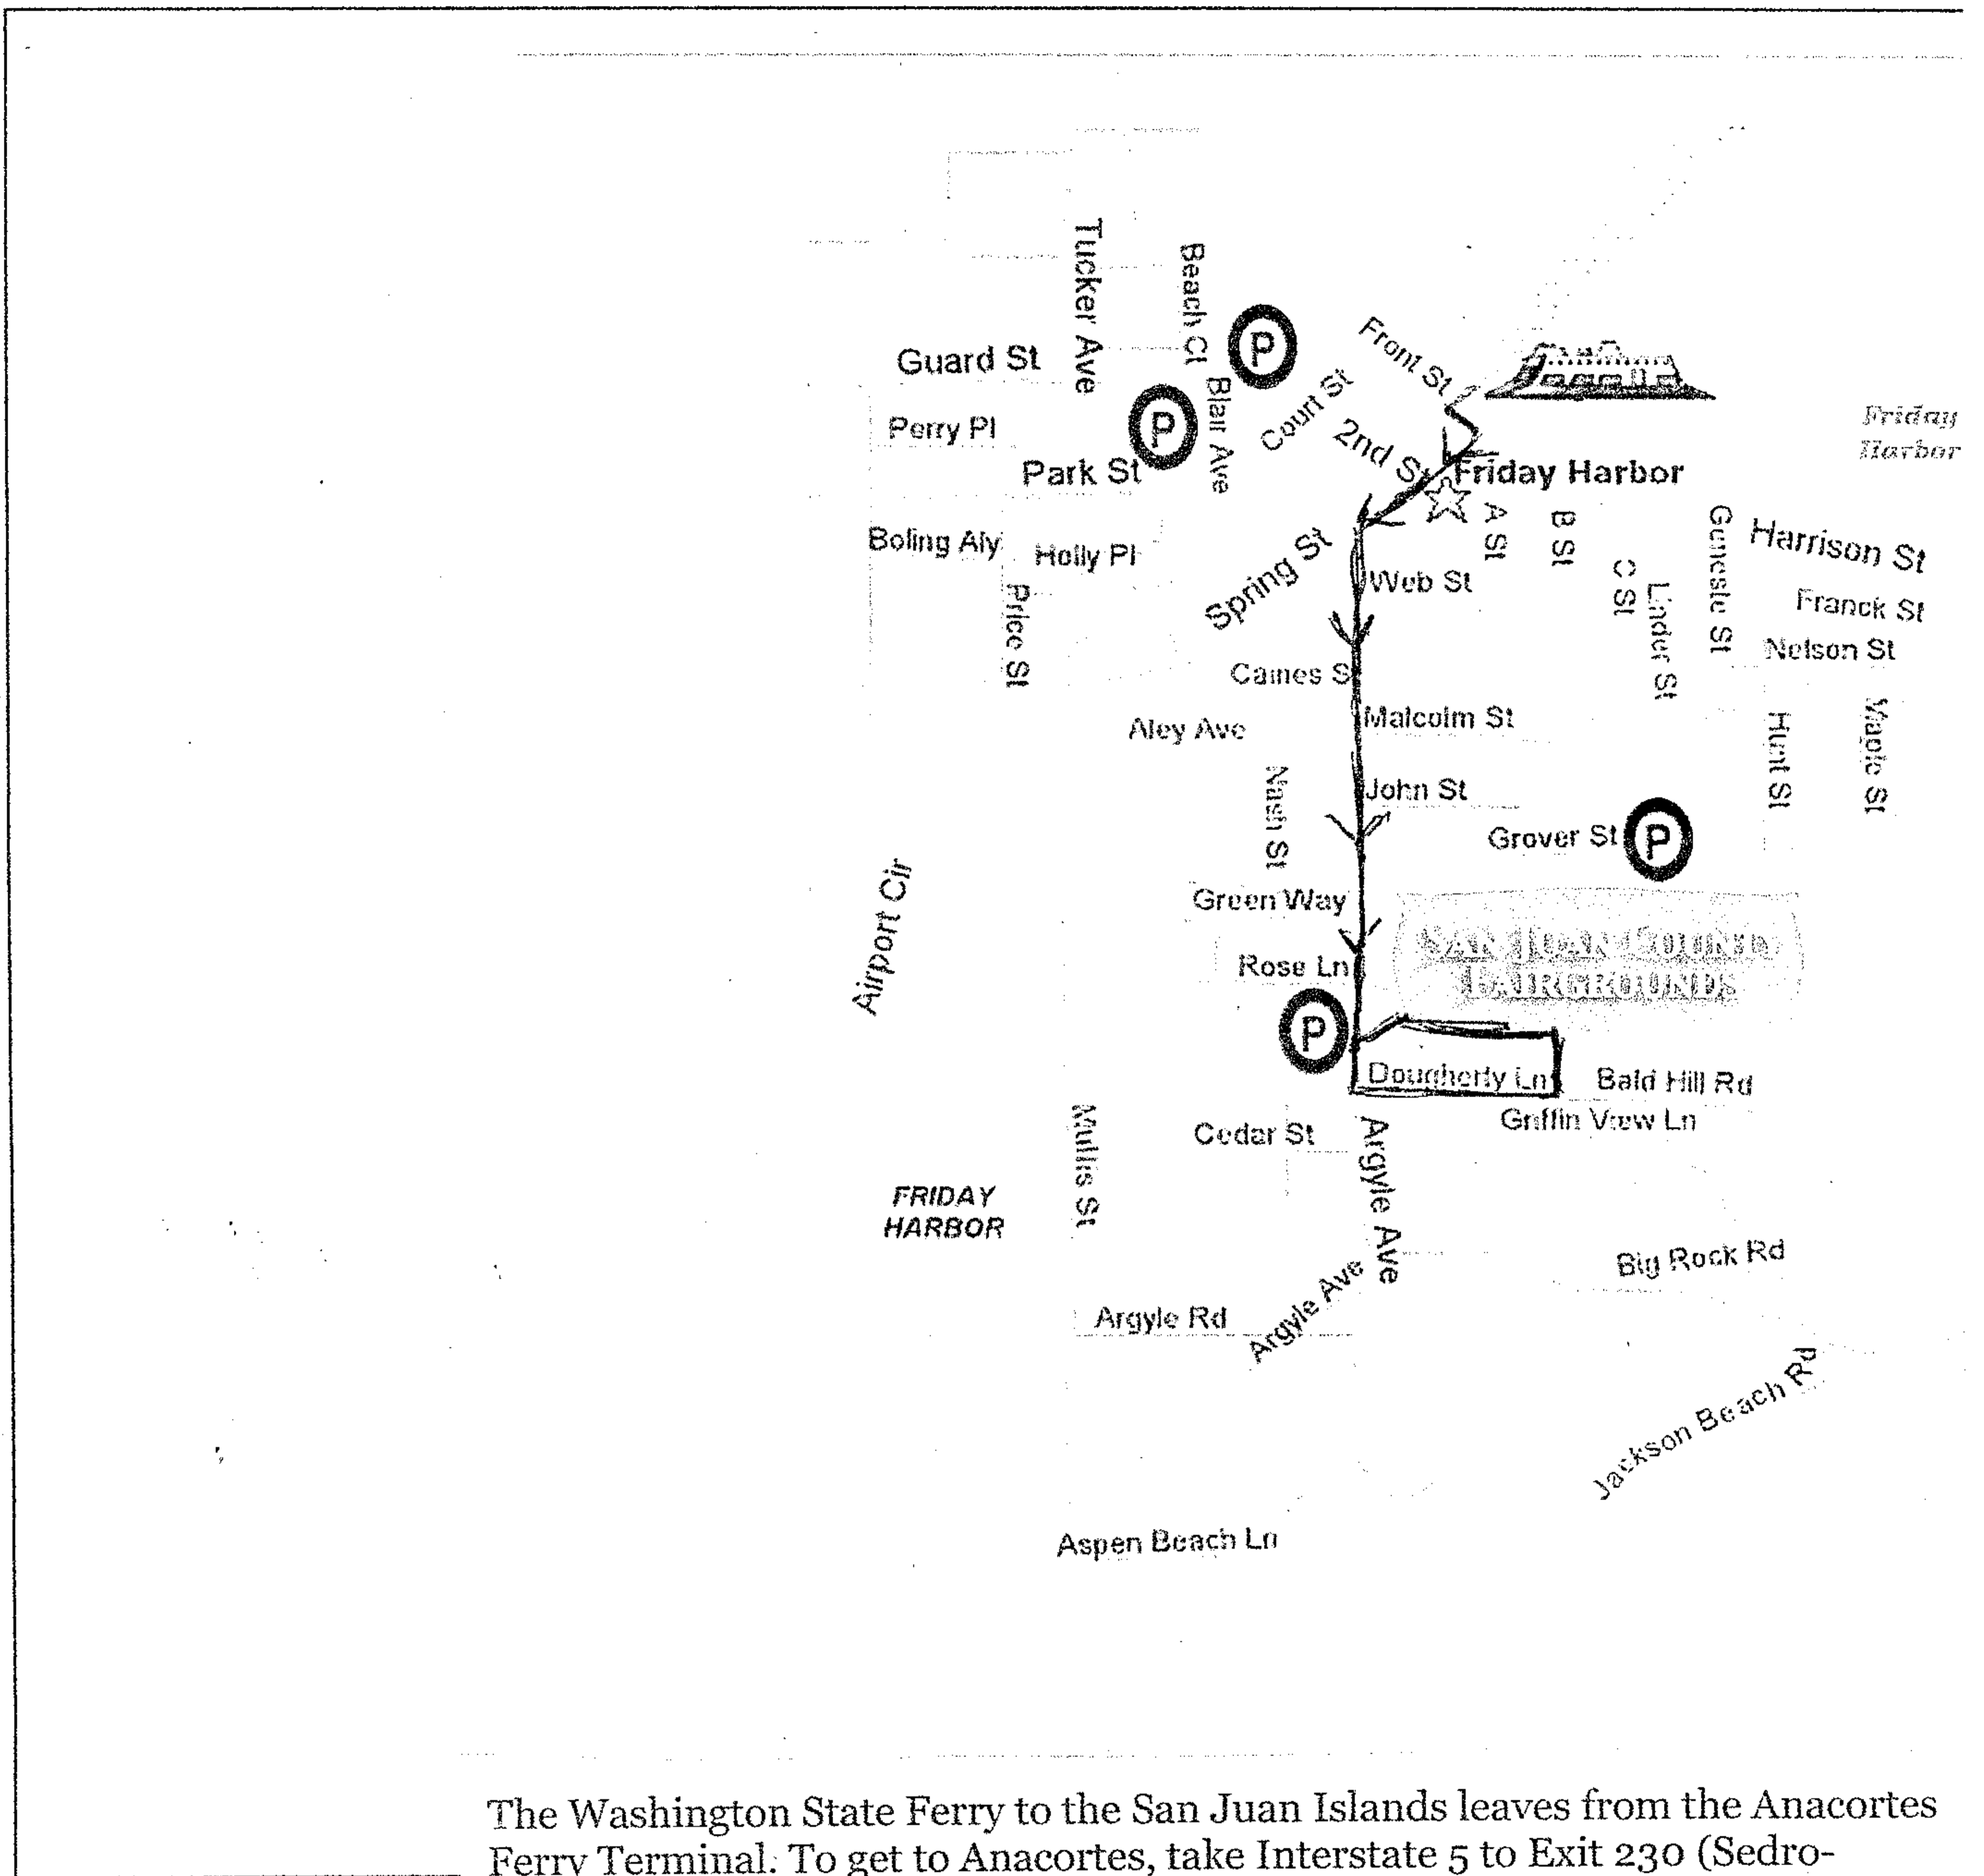 Tucker Ave
Beach Ct
P
Front St
Guard St
Blair Ave
Court St
P
Perry Pl
2nd St
Friday
Harbor
Park St
Friday Harbor
A St
B St
Genesle St
Harrison St
Boling Aly
Holly Pl
Spring St
Web St
C St
Linder St
Franck St
Price St
Nelson St
Caines S
Malcolm St
Aley Ave
Hunt St
Maple St
Nash St
John St
Grover St
P
Airport Cir
Green Way
SAN JUAN COUNTY
FAIRGROUNDS
Rose Ln
P
Dougherty Ln
Bald Hill Rd
Griffin View Ln
Mullis St
Cedar St
Argyle Ave
FRIDAY
HARBOR
Big Rock Rd
Argyle Rd
Argyle Ave
Jackson Beach Rd
Aspen Beach Ln
The Washington State Ferry to the San Juan Islands leaves from the Anacortes
Ferry Terminal. To get to Anacortes, take Interstate 5 to Exit 230 (Sedro-